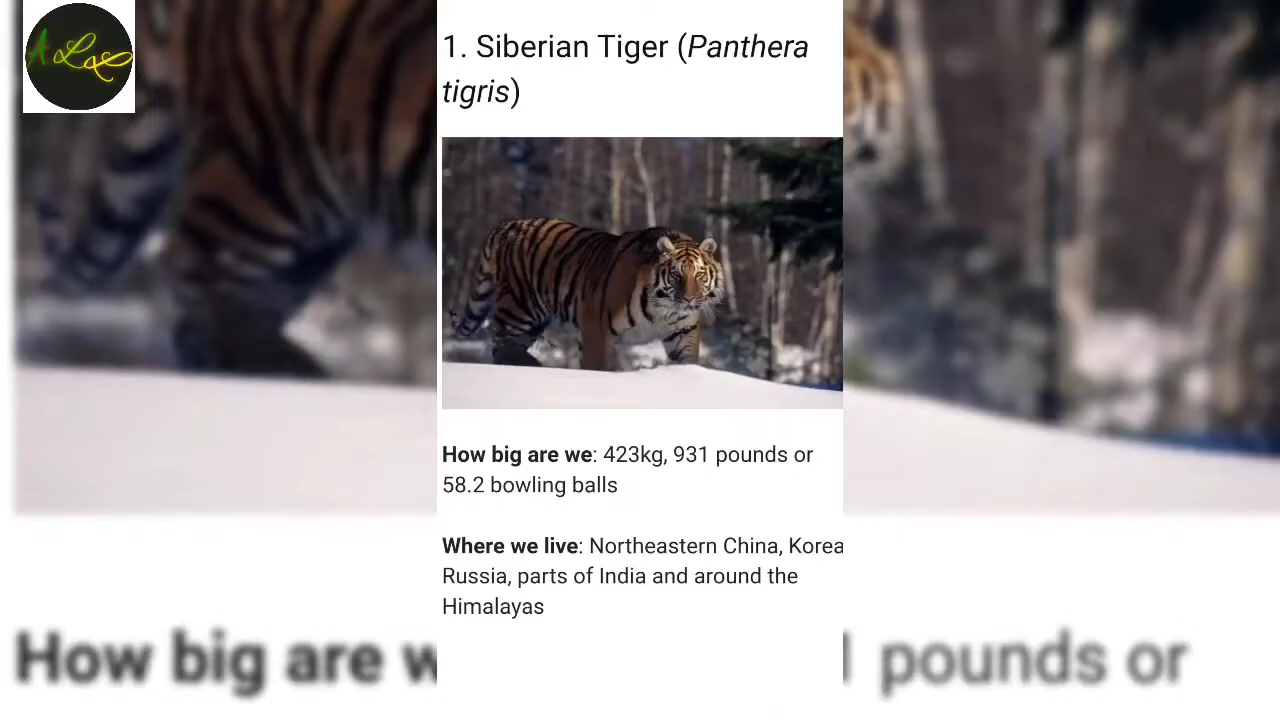 ALL
1. Siberian Tiger (Panthera
tigris)
How big are we: 423kg, 931 pounds or
58.2 bowling balls
Where we live: Northeastern China, Korea
Russia, parts of India and around the
Himalayas
How big are w
pounds or